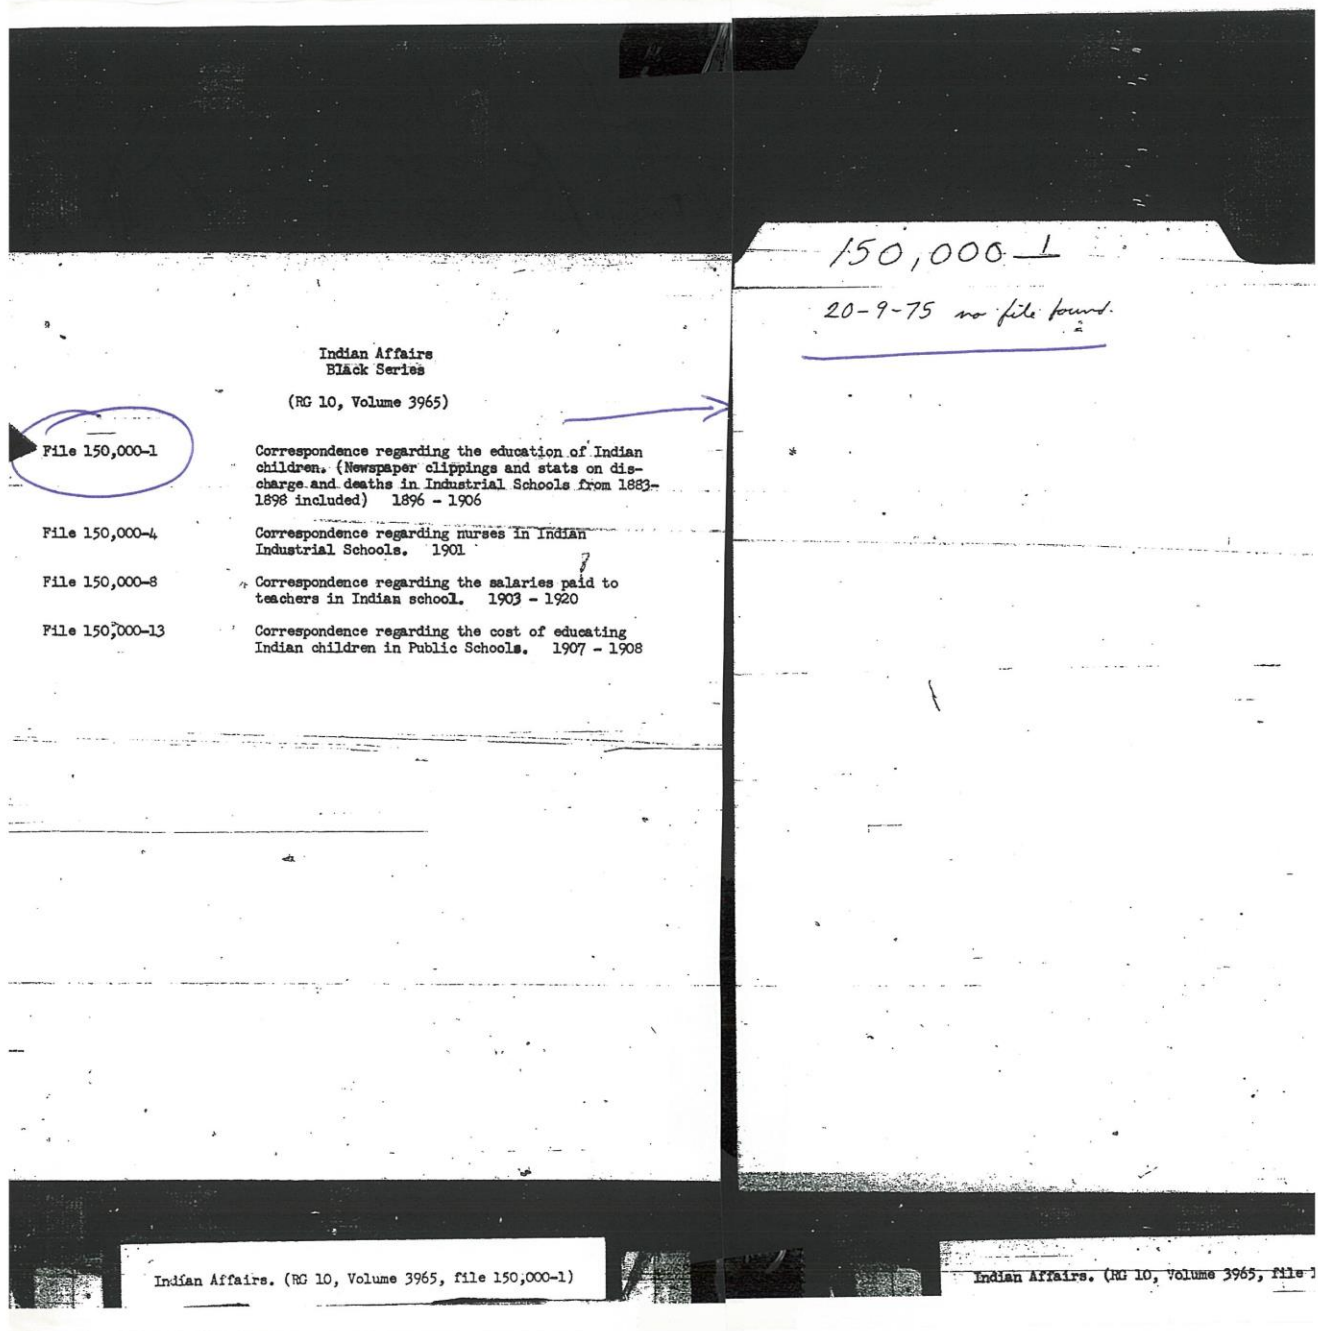 Indian Affairs
Black Series
(RG 10, Volume 3965)
File 150,000-1
Correspondence regarding the education of Indian
children. (Newspaper clippings and stats on dis-
charge and deaths in Industrial Schools from 1883-
1898 included) 1896 - 1906
File 150,000-4
Correspondence regarding nurses in Indian
Industrial Schools. 1901
File 150,000-8
Correspondence regarding the salaries paid to
teachers in Indian school. 1903 - 1920
File 150,000-13
Correspondence regarding the cost of educating
Indian children in Public Schools. 1907 - 1908
Indian Affairs. (RG 10, Volume 3965, file 150,000-1)
150,000-1
20-9-75 no file found.
Indian Affairs. (RG 10, Volume 3965, file 1